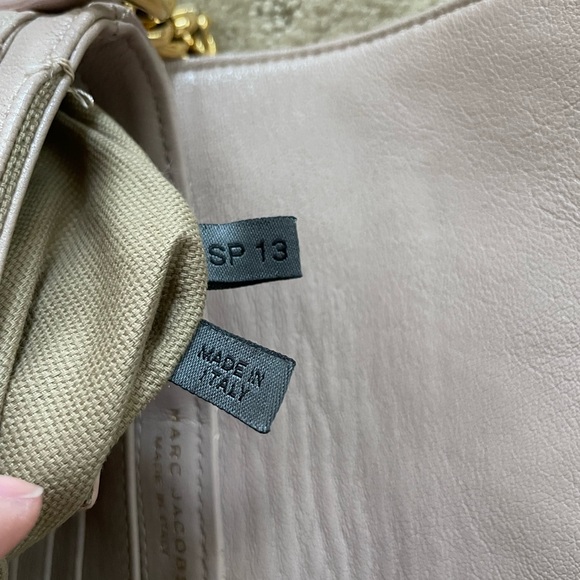 SP 13
MADE IN
ITALY
MARC JACOBS
MADE IN ITALY